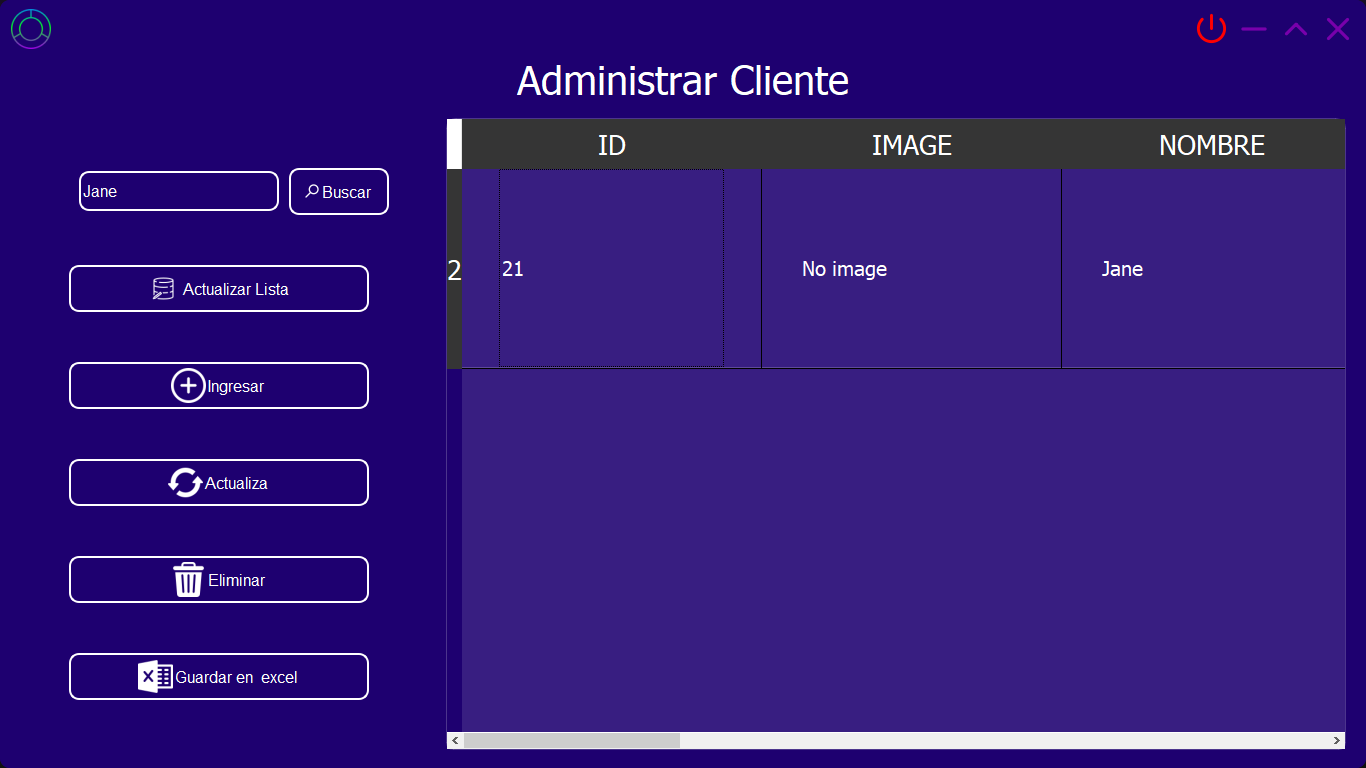 Administrar Cliente
Jane
Buscar
Actualizar Lista
Ingresar
Actualiza
Eliminar
Guardar en excel
ID IMAGE NOMBRE
2 21 No image Jane